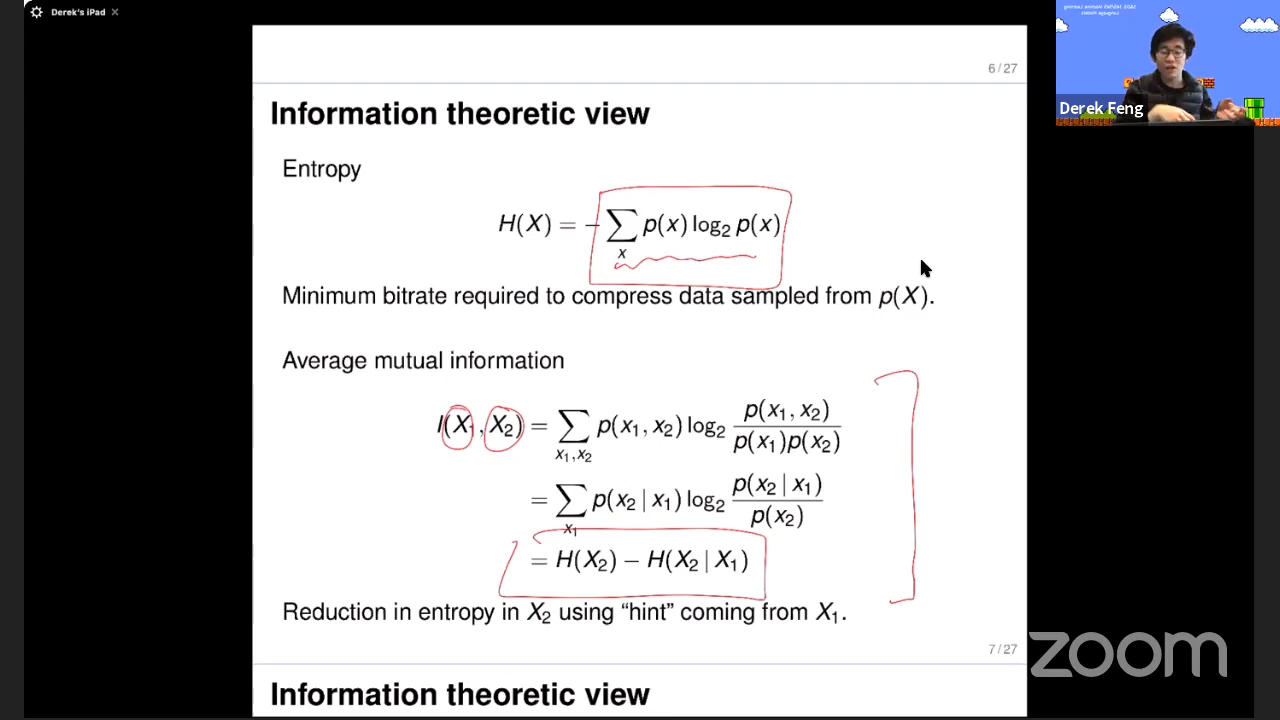 Derek's iPad ×
6 / 27
Information theoretic view
Entropy
H(X) = −∑ₓ p(x) log₂ p(x)
Minimum bitrate required to compress data sampled from p(X).
Average mutual information
I(X₁, X₂) = ∑ₓ₁,ₓ₂ p(x₁, x₂) log₂ p(x₁, x₂) / p(x₁)p(x₂)
= ∑ₓ₁ p(x₂ | x₁) log₂ p(x₂ | x₁) / p(x₂)
= H(X₂) − H(X₂ | X₁)
Reduction in entropy in X₂ using “hint” coming from X₁.
7 / 27
Information theoretic view
Derek Feng
zoom